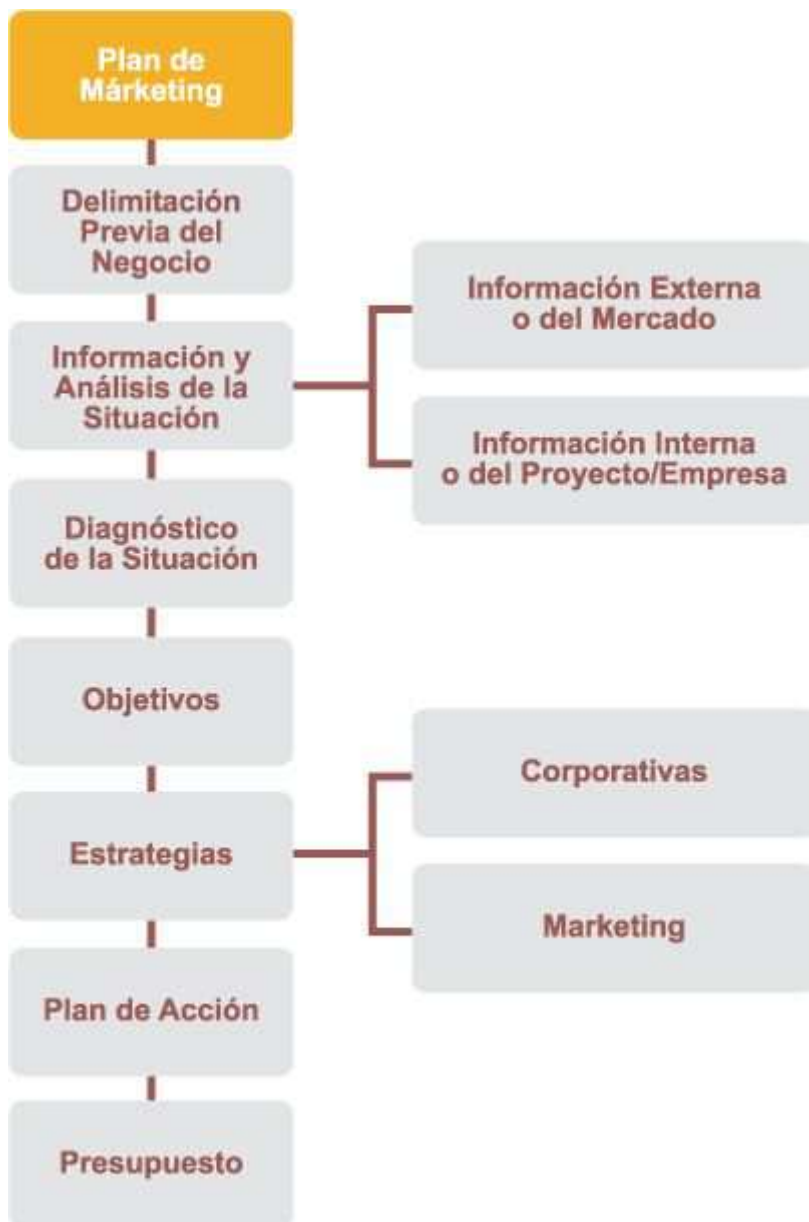 Plan de
Márketing
Delimitación
Previa del
Negocio
Información y
Análisis de la
Situación
Información Externa
o del Mercado
Información Interna
o del Proyecto/Empresa
Diagnóstico
de la Situación
Objetivos
Estrategias
Corporativas
Marketing
Plan de Acción
Presupuesto